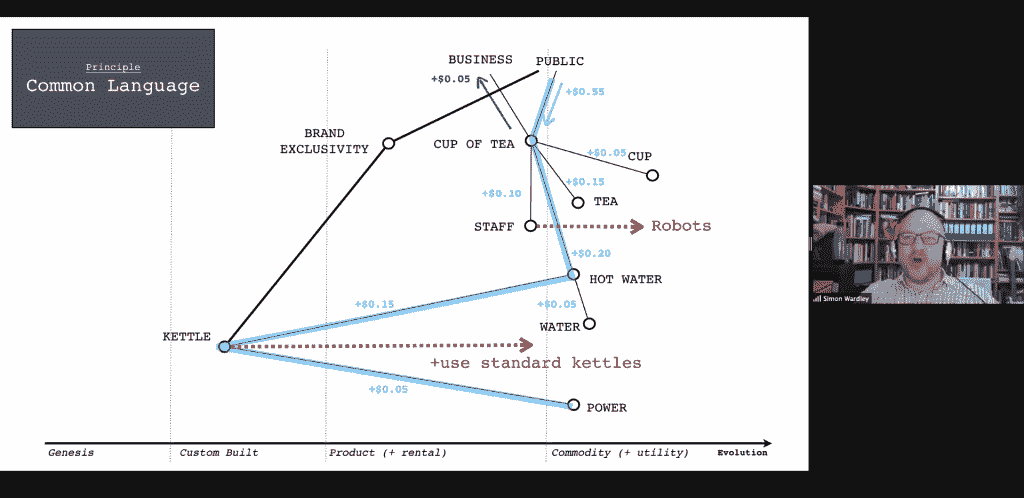 Principle
Common Language
BUSINESS
PUBLIC
+$0.05
+$0.55
BRAND
EXCLUSIVITY
CUP OF TEA
+$0.05
CUP
+$0.15
+$0.10
TEA
STAFF
Robots
+$0.20
HOT WATER
+$0.15
+$0.05
WATER
KETTLE
+use standard kettles
+$0.05
POWER
Genesis
Custom Built
Product (+ rental)
Commodity (+ utility)
Evolution
Simon Wardley